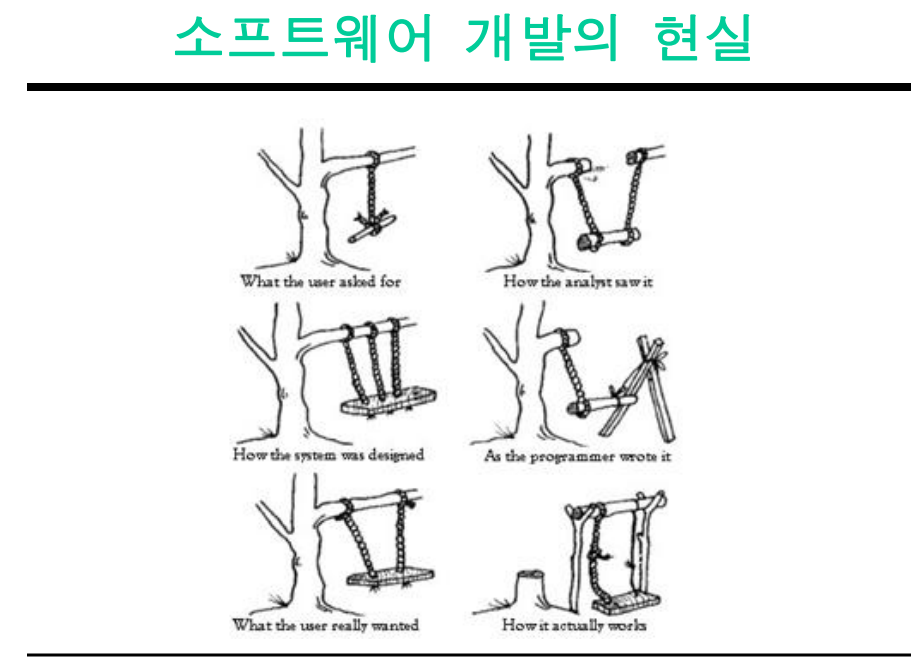 소프트웨어 개발의 현실
What the user asked for
How the analyst saw it
How the system was designed
As the programmer wrote it
What the user really wanted
How it actually works